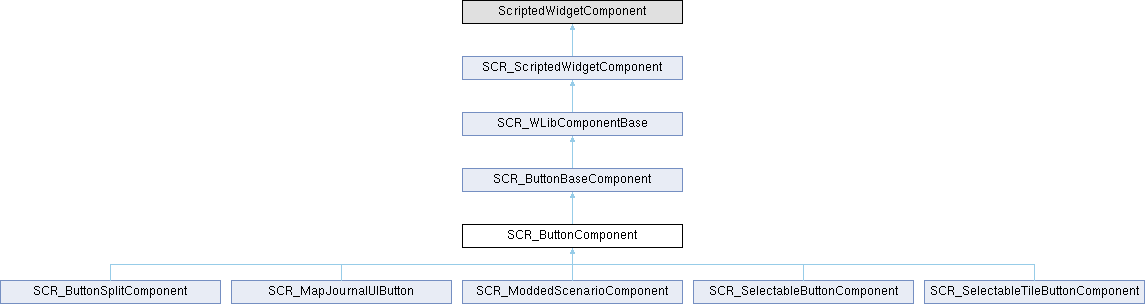 ScriptedWidgetComponent
SCR_ScriptedWidgetComponent
SCR_WLibComponentBase
SCR_ButtonBaseComponent
SCR_ButtonComponent
SCR_ButtonSplitComponent
SCR_MapJournalUIButton
SCR_ModdedScenarioComponent
SCR_SelectableButtonComponent
SCR_SelectableTileButtonComponent